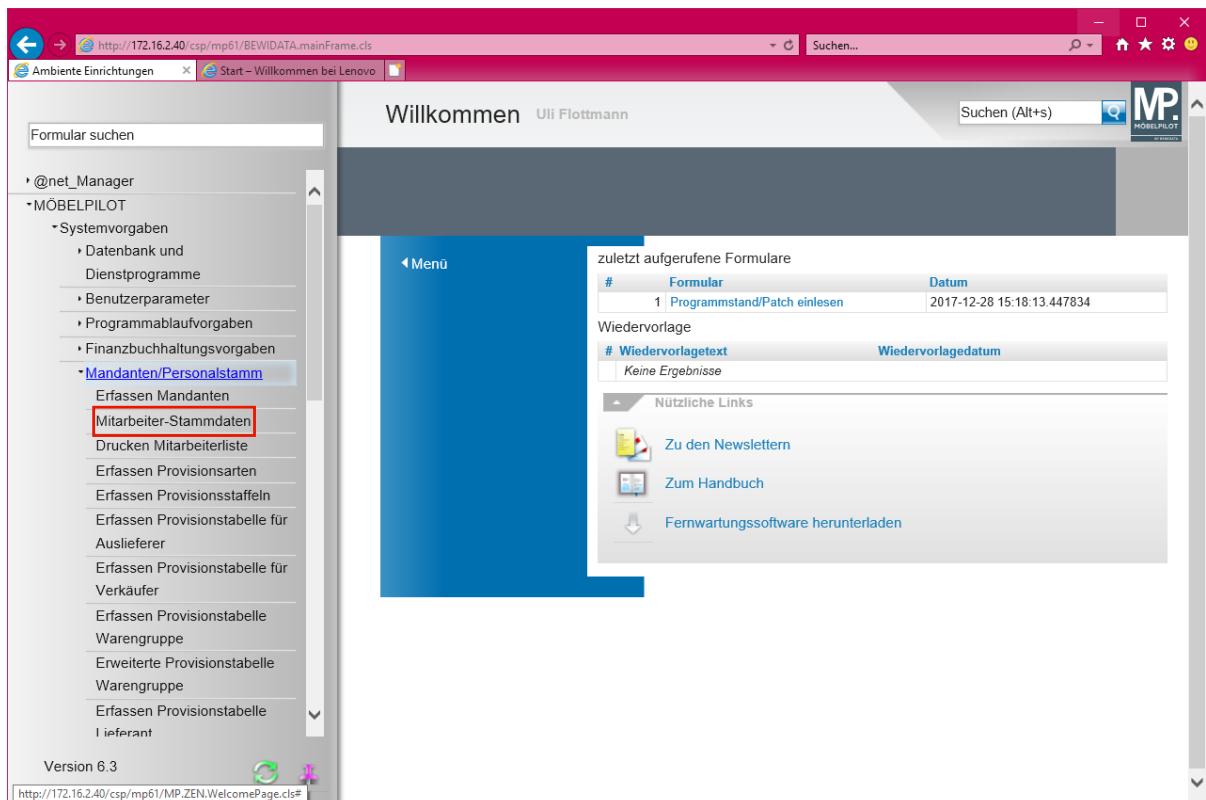 http://172.16.2.40/csp/mp61/BEWIDATA.mainFrame.cls
Suchen...
Ambiente Einrichtungen
Start – Willkommen bei Lenovo
Formular suchen
@net_Manager
MÖBELPILOT
Systemvorgaben
Datenbank und
Dienstprogramme
Benutzerparameter
Programmablaufvorgaben
Finanzbuchhaltungsvorgaben
Mandanten/Personalstamm
Erfassen Mandanten
Mitarbeiter-Stammdaten
Drucken Mitarbeiterliste
Erfassen Provisionsarten
Erfassen Provisionsstaffeln
Erfassen Provisionstabelle für
Auslieferer
Erfassen Provisionstabelle für
Verkäufer
Erfassen Provisionstabelle
Warengruppe
Erweiterte Provisionstabelle
Warengruppe
Erfassen Provisionstabelle
Lieferant
Version 6.3
http://172.16.2.40/csp/mp61/MP.ZEN.WelcomePage.cls#
Willkommen Uli Flottmann
Suchen (Alt+s)
MP.
MÖBELPILOT
BY BEWIDATA
Menü
zuletzt aufgerufene Formulare
# Formular Datum
1 Programmstand/Patch einlesen 2017-12-28 15:18:13.447834
Wiedervorlage
# Wiedervorlagetext Wiedervorlagedatum
Keine Ergebnisse
Nützliche Links
Zu den Newslettern
Zum Handbuch
Fernwartungssoftware herunterladen